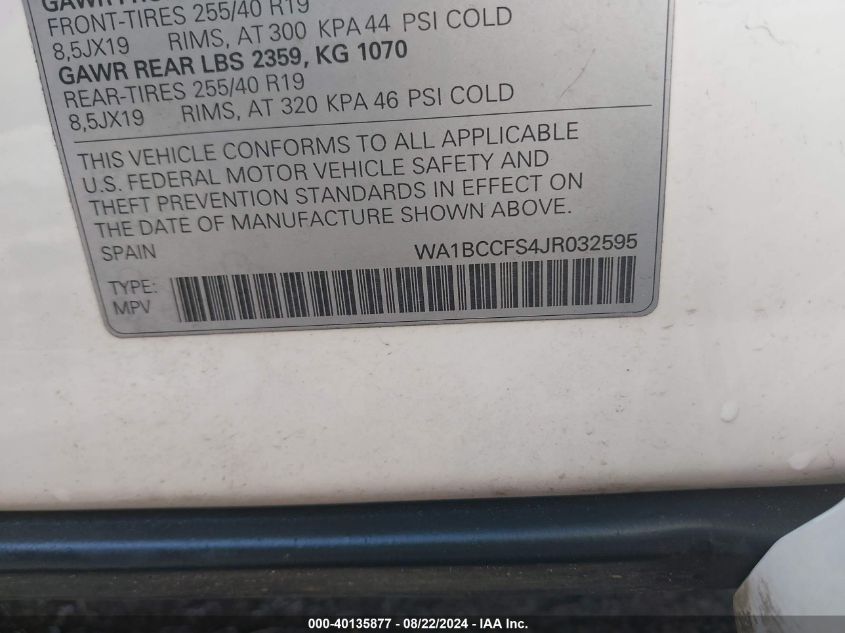 FRONT-TIRES 255/40 R19
8,5JX19 RIMS, AT 300 KPA 44 PSI COLD
GAWR REAR LBS 2359, KG 1070
REAR-TIRES 255/40 R19
8,5JX19 RIMS, AT 320 KPA 46 PSI COLD
THIS VEHICLE CONFORMS TO ALL APPLICABLE
U.S. FEDERAL MOTOR VEHICLE SAFETY AND
THEFT PREVENTION STANDARDS IN EFFECT ON
THE DATE OF MANUFACTURE SHOWN ABOVE.
SPAIN WA1BCCFS4JR032595
TYPE:
MPV
000-40135877 - 08/22/2024 - IAA Inc.